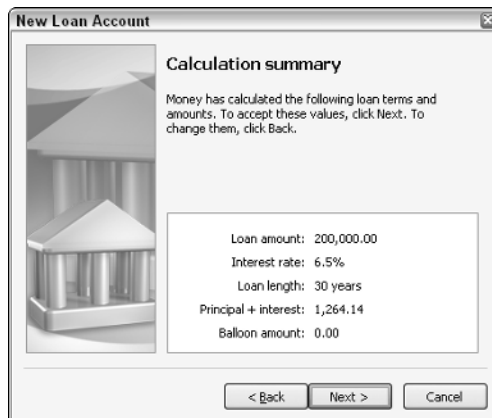 New Loan Account
Calculation summary
Money has calculated the following loan terms and
amounts. To accept these values, click Next. To
change them, click Back.
Loan amount: 200,000.00
Interest rate: 6.5%
Loan length: 30 years
Principal + interest: 1,264.14
Balloon amount: 0.00
< Back Next > Cancel